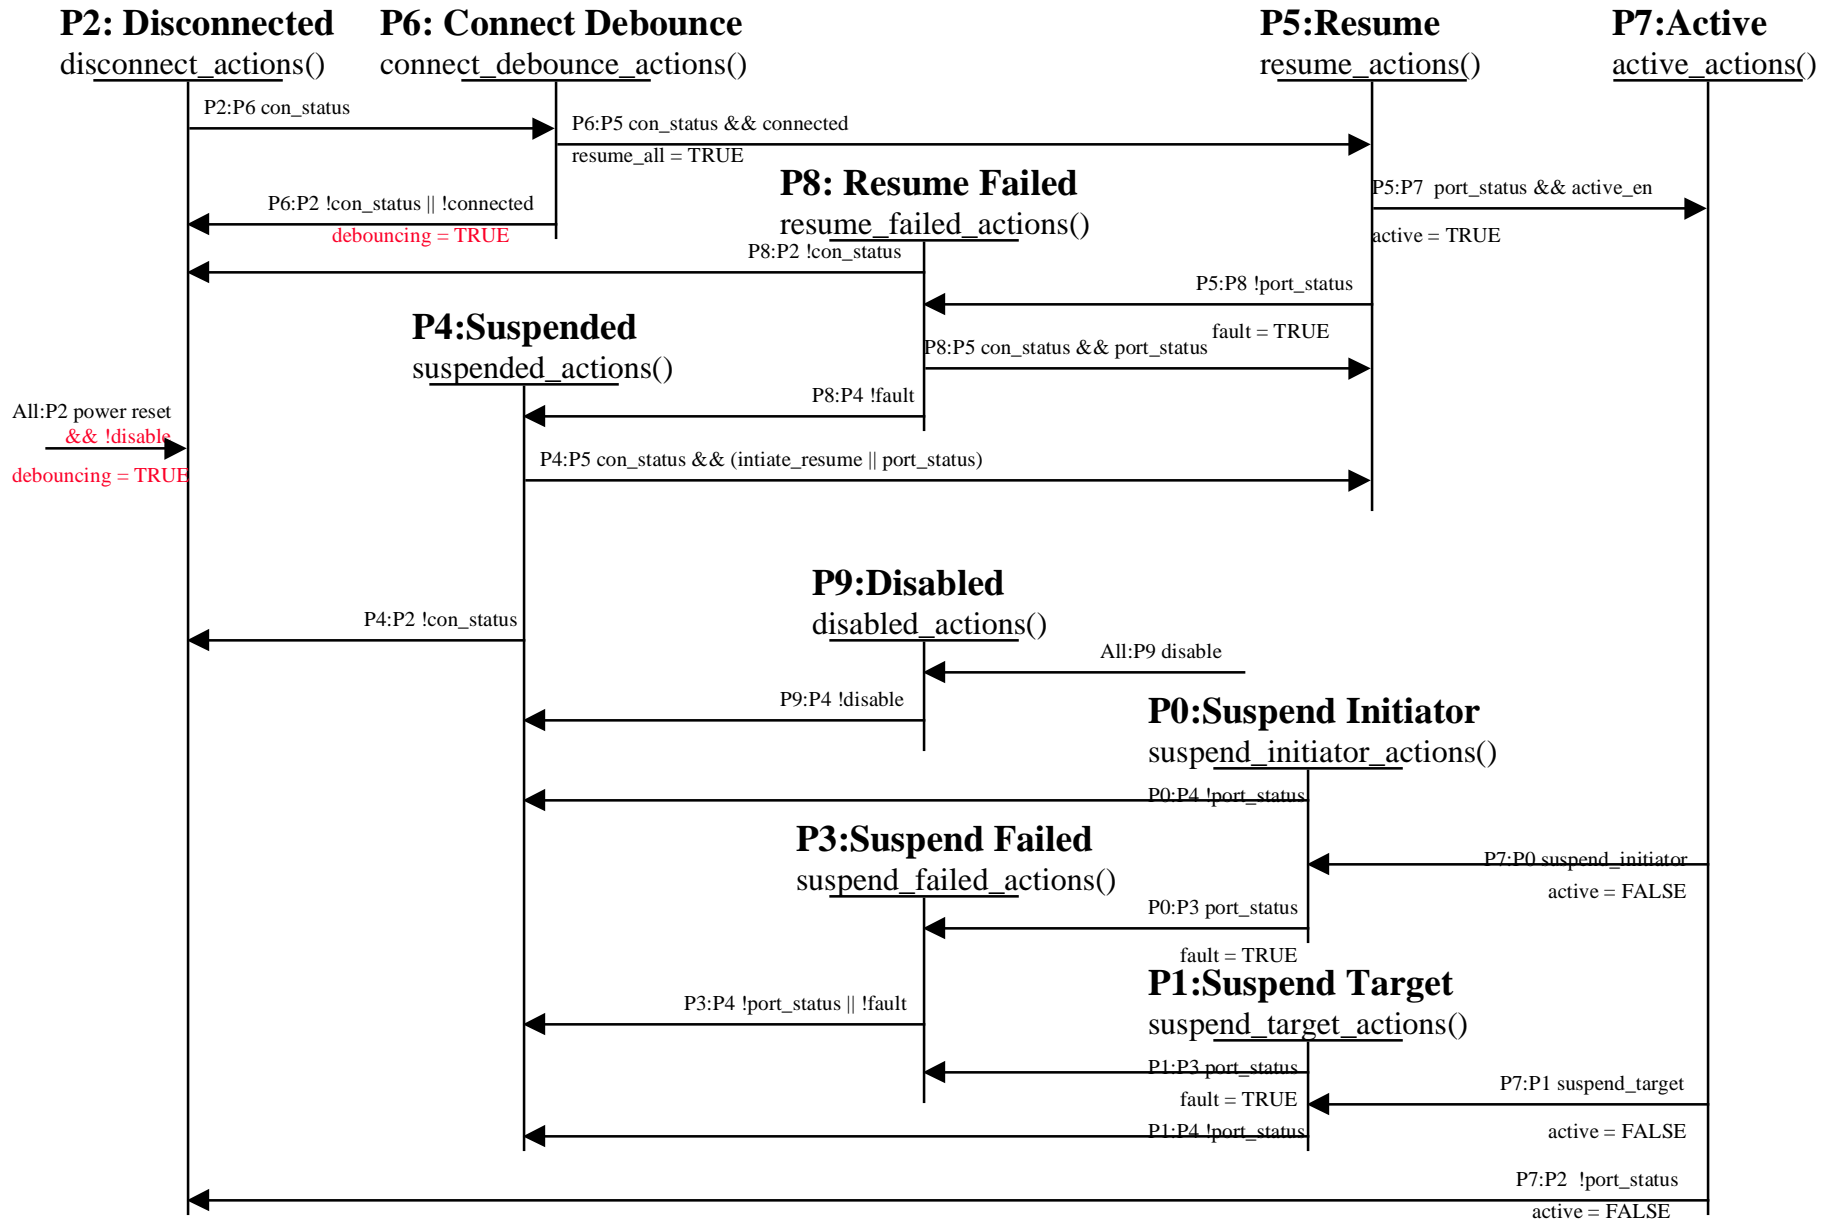 P2: Disconnected
disconnect_actions()
P6: Connect Debounce
connect_debounce_actions()
P5:Resume
resume_actions()
P7:Active
active_actions()
P2:P6 con_status
P6:P5 con_status && connected
resume_all = TRUE
P8: Resume Failed
resume_failed_actions()
P5:P7 port_status && active_en
active = TRUE
P6:P2 !con_status || !connected
debouncing = TRUE
P8:P2 !con_status
P5:P8 !port_status
fault = TRUE
P4:Suspended
suspended_actions()
P8:P5 con_status && port_status
P8:P4 !fault
All:P2 power reset
&& !disable
debouncing = TRUE
P4:P5 con_status && (intiate_resume || port_status)
P9:Disabled
disabled_actions()
P4:P2 !con_status
All:P9 disable
P9:P4 !disable
P0:Suspend Initiator
suspend_initiator_actions()
P0:P4 !port_status
P3:Suspend Failed
suspend_failed_actions()
P7:P0 suspend_initiator
active = FALSE
P0:P3 port_status
fault = TRUE
P1:Suspend Target
suspend_target_actions()
P3:P4 !port_status || !fault
P1:P3 port_status
fault = TRUE
P7:P1 suspend_target
active = FALSE
P1:P4 !port_status
P7:P2 !port_status
active = FALSE